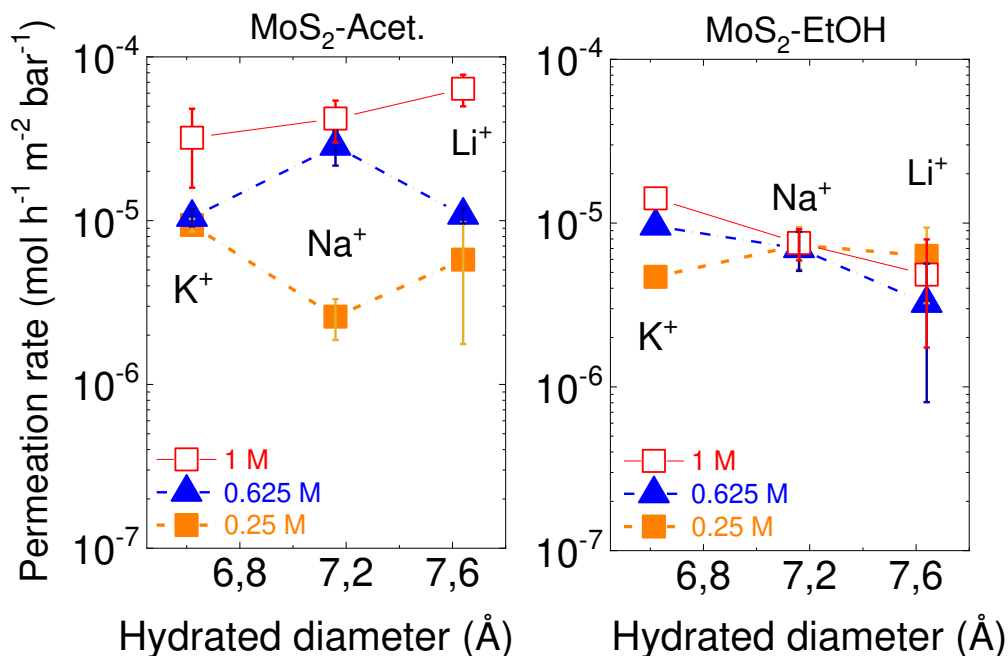 MoS₂-Acet.
MoS₂-EtOH
Permeation rate (mol h⁻¹ m⁻² bar⁻¹)
10⁻⁴
10⁻⁵
10⁻⁶
10⁻⁷
K⁺
Na⁺
Li⁺
1 M
0.625 M
0.25 M
6,8 7,2 7,6
Hydrated diameter (Å)
10⁻⁴
10⁻⁵
10⁻⁶
10⁻⁷
K⁺
Na⁺
Li⁺
1 M
0.625 M
0.25 M
6,8 7,2 7,6
Hydrated diameter (Å)